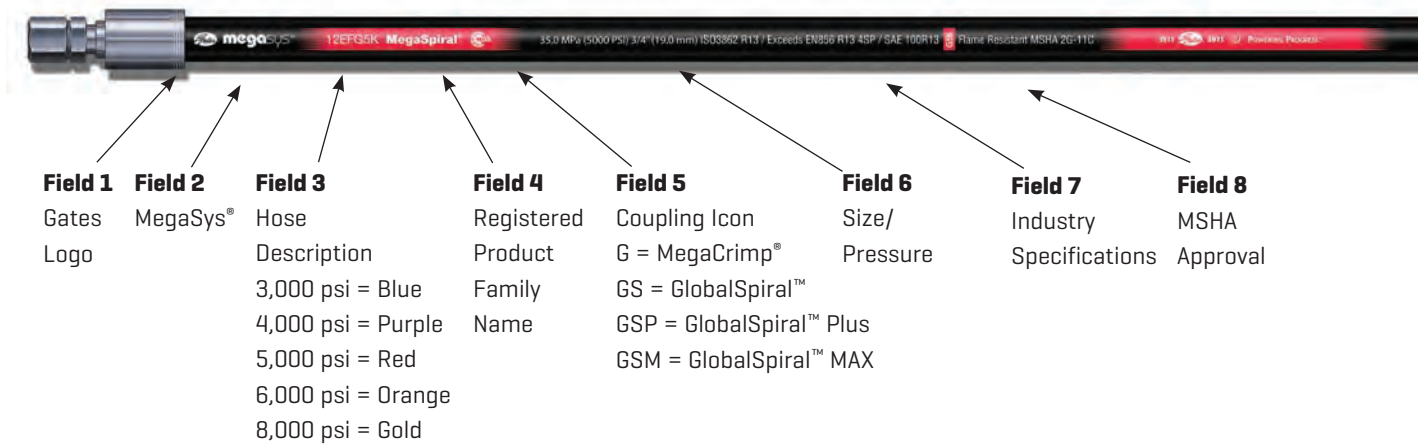 megasys®
12EFG5K MegaSpiral®
35.0 MPa (5000 PSI) 3/4" (19.0 mm) ISO3862 R13 / Exceeds EN856 R13 4SP / SAE 100R13
Flame Resistant MSHA 2G-11C
POWERING PROGRESS™
Field 1
Gates
Logo
Field 2
MegaSys®
Field 3
Hose
Description
3,000 psi = Blue
4,000 psi = Purple
5,000 psi = Red
6,000 psi = Orange
8,000 psi = Gold
Field 4
Registered
Product
Family
Name
Field 5
Coupling Icon
G = MegaCrimp®
GS = GlobalSpiral™
GSP = GlobalSpiral™ Plus
GSM = GlobalSpiral™ MAX
Field 6
Size/
Pressure
Field 7
Industry
Specifications
Field 8
MSHA
Approval